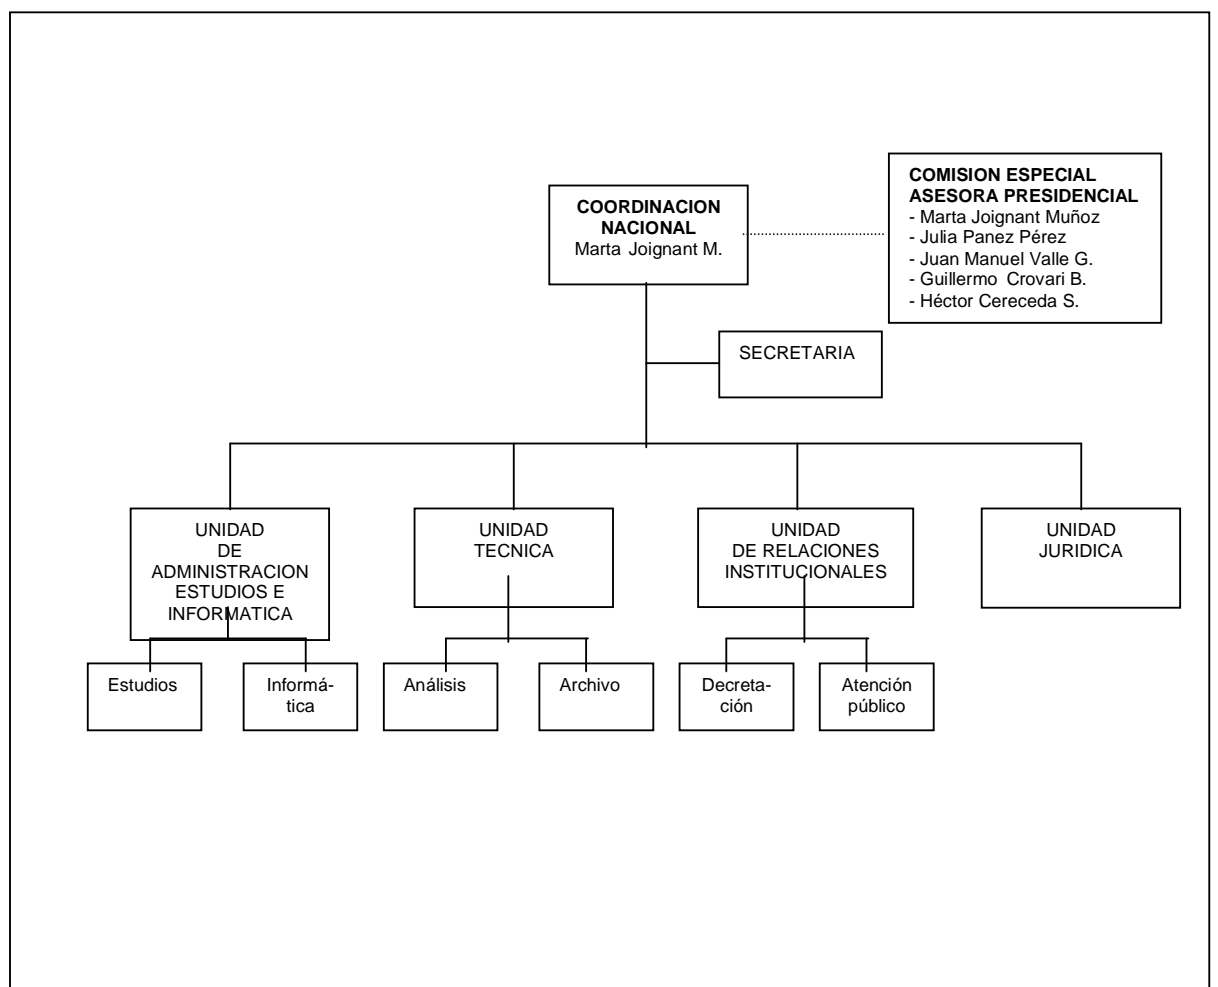 COORDINACION
NACIONAL
Marta Joignant M.
COMISION ESPECIAL
ASESORA PRESIDENCIAL
- Marta Joignant Muñoz
- Julia Panez Pérez
- Juan Manuel Valle G.
- Guillermo Crovari B.
- Héctor Cereceda S.
SECRETARIA
UNIDAD
DE
ADMINISTRACION
ESTUDIOS E
INFORMATICA
UNIDAD
TECNICA
UNIDAD
DE RELACIONES
INSTITUCIONALES
UNIDAD
JURIDICA
Estudios
Informá-
tica
Análisis
Archivo
Decreta-
ción
Atención
público